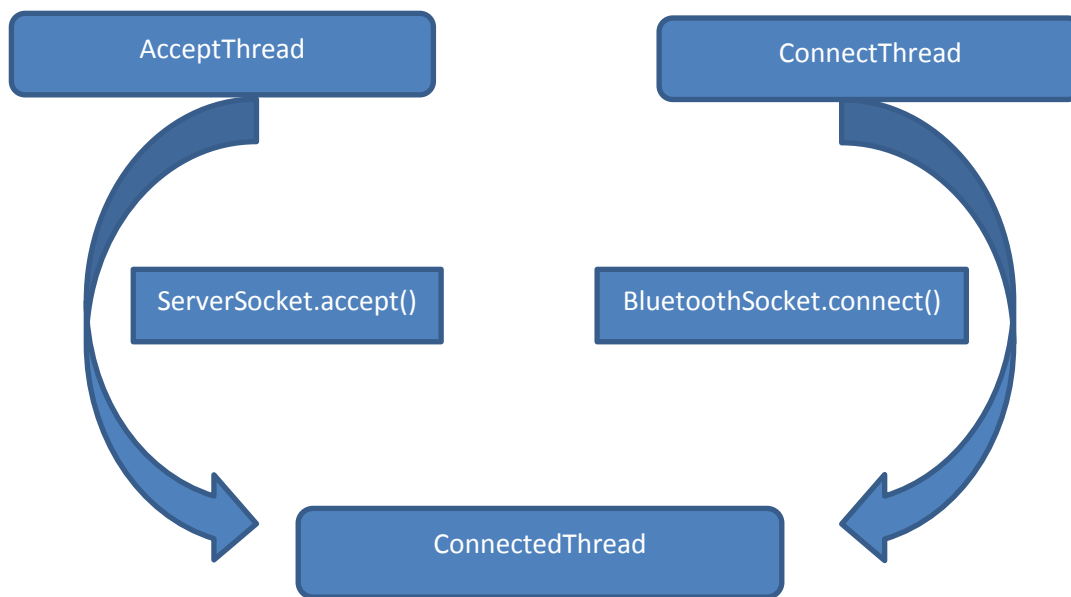 AcceptThread
ConnectThread
ServerSocket.accept()
BluetoothSocket.connect()
ConnectedThread